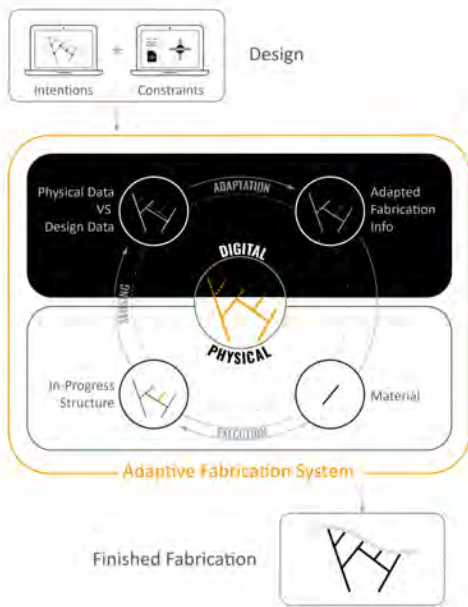 Design
Intentions
Constraints
Physical Data
VS
Design Data
ADAPTATION
Adapted
Fabrication
Info
DIGITAL
SENSING
PHYSICAL
In-Progress
Structure
Material
EXECUTION
Adaptive Fabrication System
Finished Fabrication